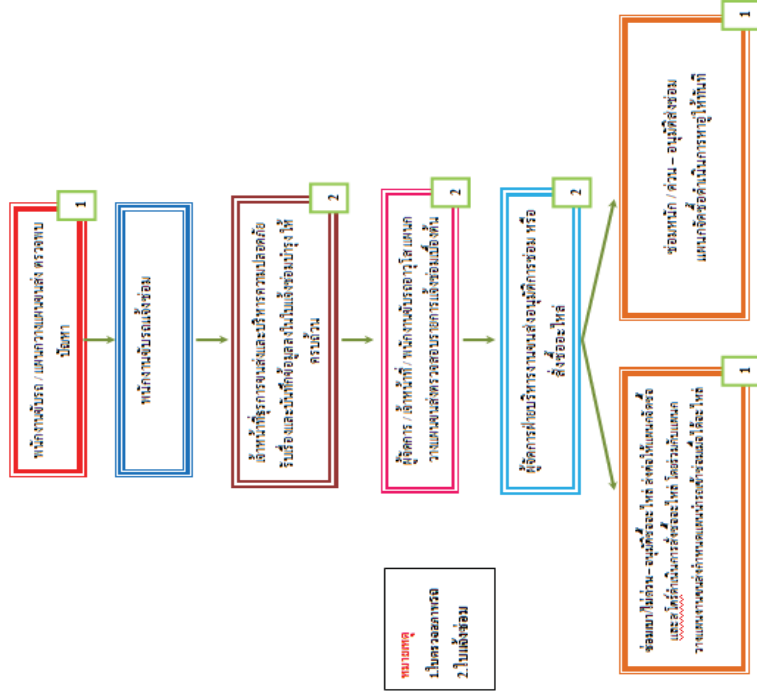 พนักงานขับรถ / แผนกวางแผนขนส่ง ตรวจพบ
ปัญหา
1
พนักงานขับรถแจ้งซ่อม
เจ้าหน้าที่ธุรการขนส่งและบริหารความปลอดภัย
รับเรื่องและบันทึกข้อมูลลงในใบแจ้งซ่อมบำรุงให้
ครบถ้วน
2
ผู้จัดการ / เจ้าหน้าที่ / พนักงานขับรถอาวุโส แผนก
วางแผนขนส่งตรวจสอบรายการแจ้งซ่อมเบื้องต้น
2
ผู้จัดการฝ่ายบริหารงานขนส่งอนุมัติการซ่อม หรือ
สั่งซื้ออะไหล่
2
ซ่อมเบา/ไม่ด่วน – อนุมัติซื้ออะไหล่ ส่งต่อให้แผนกจัดซื้อ
และสโตร์ดำเนินการสั่งซื้ออะไหล่ โดยร่วมกับแผนก
วางแผนงานขนส่งกำหนดแผนนำรถเข้าซ่อมเมื่อได้อะไหล่
1
ซ่อมหนัก / ด่วน – อนุมัติส่งซ่อม
แผนกจัดซื้อดำเนินการหาอู่ให้ทันที
1
หมายเหตุ
1.ใบตรวจสภาพรถ
2.ใบแจ้งซ่อม